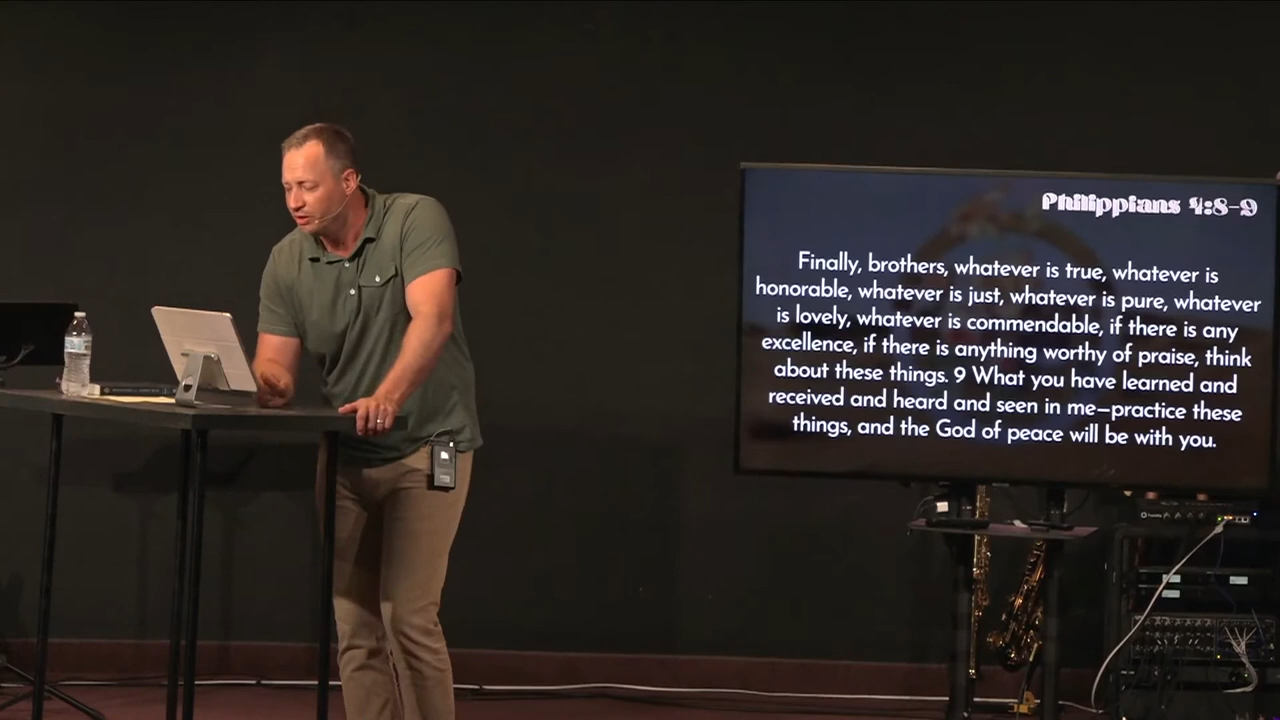 Philippians 4:8-9
Finally, brothers, whatever is true, whatever is
honorable, whatever is just, whatever is pure, whatever
is lovely, whatever is commendable, if there is any
excellence, if there is anything worthy of praise, think
about these things. 9 What you have learned and
received and heard and seen in me—practice these
things, and the God of peace will be with you.